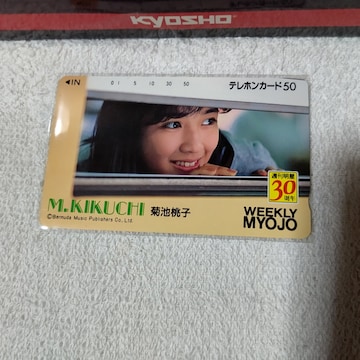 KYOSHO
◀IN
0 1 5 10 30 50
テレホンカード50
週刊明星
30
周年
M.KIKUCHI 菊池桃子
©Bermuda Music Publishers Co., Ltd.
WEEKLY
MYOJO